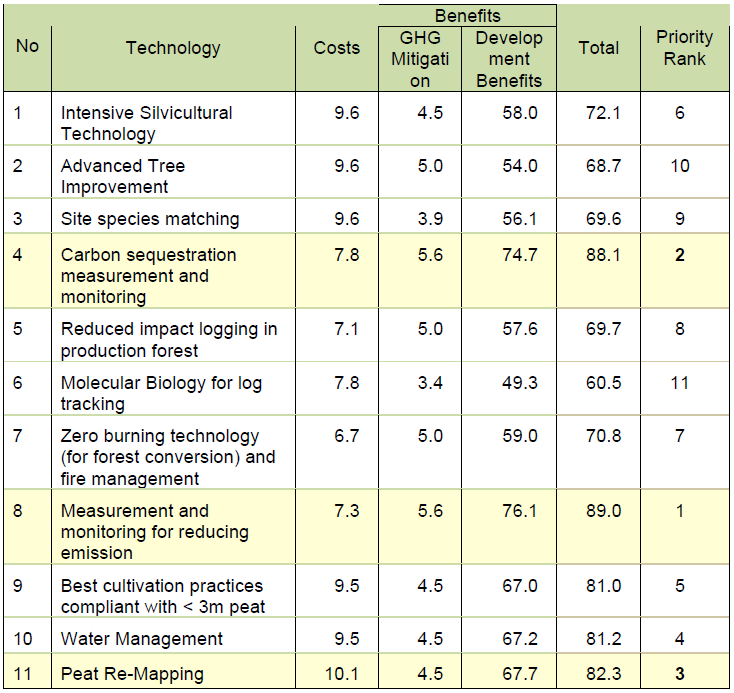 Benefits
No Technology Costs GHG Mitigati on Develop ment Benefits Total Priority Rank
1 Intensive Silvicultural 9.6 4.5 58.0 72.1 6
Technology
2 Advanced Tree 9.6 5.0 54.0 68.7 10
Improvement
3 Site species matching 9.6 3.9 56.1 69.6 9
4 Carbon sequestration 7.8 5.6 74.7 88.1 2
measurement and
monitoring
5 Reduced impact logging in 7.1 5.0 57.6 69.7 8
production forest
6 Molecular Biology for log 7.8 3.4 49.3 60.5 11
tracking
7 Zero burning technology 6.7 5.0 59.0 70.8 7
(for forest conversion) and
fire management
8 Measurement and 7.3 5.6 76.1 89.0 1
monitoring for reducing
emission
9 Best cultivation practices 9.5 4.5 67.0 81.0 5
compliant with < 3m peat
10 Water Management 9.5 4.5 67.2 81.2 4
11 Peat Re-Mapping 10.1 4.5 67.7 82.3 3